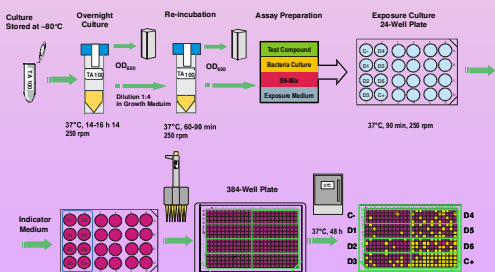 Culture
Stored at –80°C
Overnight
Culture
Re-incubation
Assay Preparation
Exposure Culture
24-Well Plate
TA 100
TA100
OD600
Dilution 1:4
in Growth Meduim
TA100
OD600
Test Compound
Bacteria Culture
S9-Mix
Exposure Medium
C- D4
D1 D5
D2 D6
D3 C+
37°C, 14-16 h 14
250 rpm
37°C, 60-90 min
250 rpm
37°C, 90 min, 250 rpm
Indicator
Medium
384-Well Plate
37°C
37°C, 48 h
C- D4
D1 D5
D2 D6
D3 C+